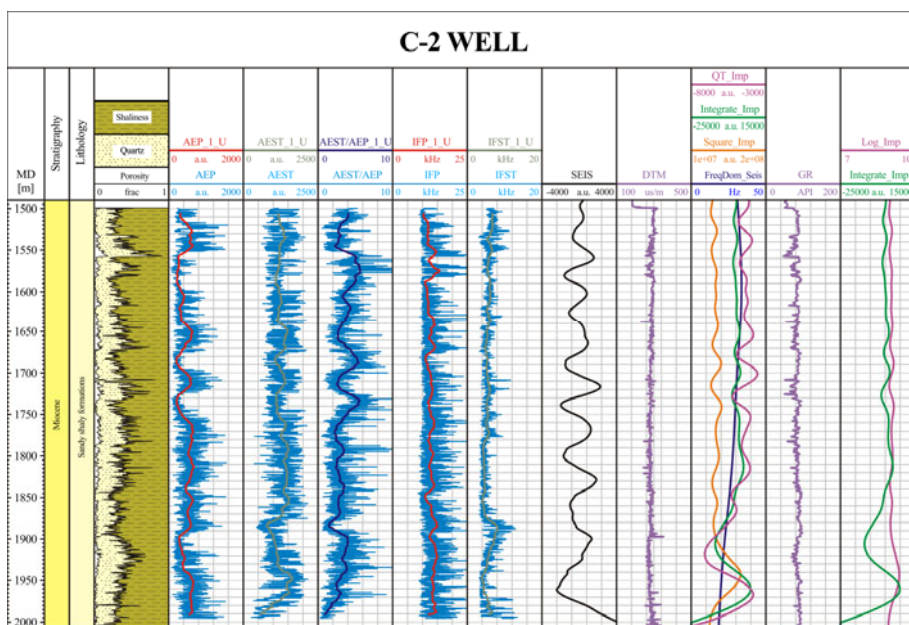 C-2 WELL
MD
[m]
Stratigraphy
Lithology
Shaliness
Quartz
Porosity
0 frac 1
AEP_1_U
0 a.u. 2000
AEP
0 a.u. 2000
AEST_1_U
0 a.u. 2500
AEST
0 a.u. 2500
AEST/AEP_1_U
0 10
AEST/AEP
0 10
IFP_1_U
0 kHz 25
IFP
0 kHz 25
IFST_1_U
0 kHz 20
IFST
0 kHz 20
SEIS
-4000 a.u. 4000
DTM
100 us/m 500
QT_Imp
-8000 a.u. -3000
Integrate_Imp
-25000 a.u. 15000
Square_Imp
1e+07 a.u. 2e+08
FreqDom_Seis
0 Hz 50
GR
0 API 200
Log_Imp
7 10
Integrate_Imp
-25000 a.u. 15000
1500
1550
1600
1650
1700
1750
1800
1850
1900
1950
2000
Miocene
Sandy shaly formations